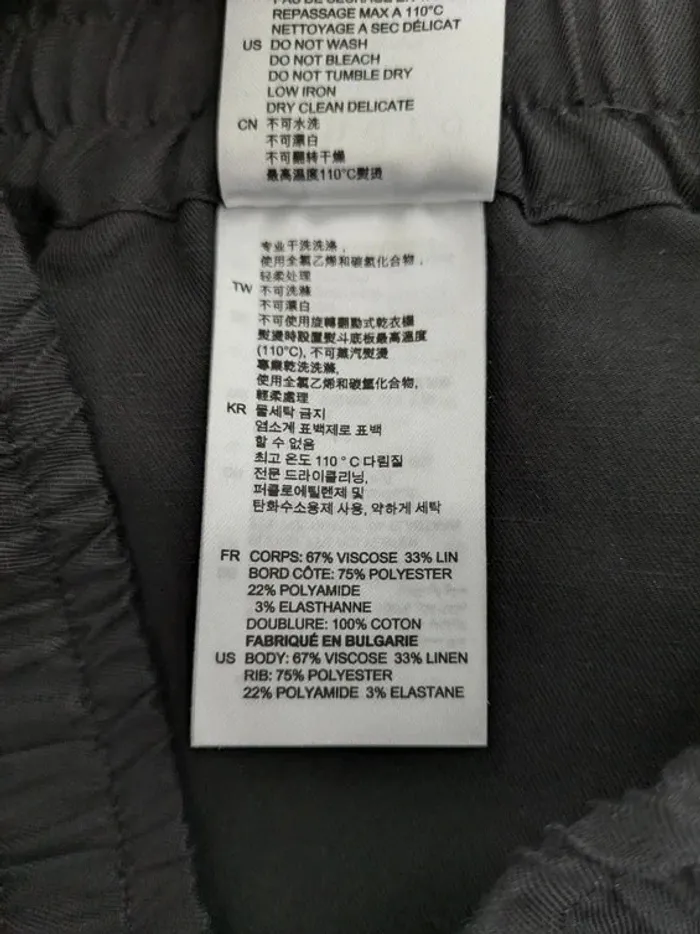 REPASSAGE MAX A 110°C
NETTOYAGE A SEC DÉLICAT
US DO NOT WASH
DO NOT BLEACH
DO NOT TUMBLE DRY
LOW IRON
DRY CLEAN DELICATE
CN 不可水洗
不可漂白
不可翻转干燥
最高溫度110°C熨燙
专业干洗洗涤，
使用全氯乙烯和碳氫化合物，
轻柔处理
TW 不可洗滌
不可漂白
不可使用旋轉翻動式乾衣機
熨燙時設置熨斗底板最高溫度
(110°C), 不可蒸汽熨燙
專業乾洗洗滌,
使用全氯乙烯和碳氫化合物,
輕柔處理
KR 물세탁 금지
염소계 표백제로 표백
할 수 없음
최고 온도 110 ° C 다림질
전문 드라이클리닝,
퍼클로에틸렌제 및
탄화수소용제 사용, 약하게 세탁
FR CORPS: 67% VISCOSE 33% LIN
BORD CÔTE: 75% POLYESTER
22% POLYAMIDE
3% ELASTHANNE
DOUBLURE: 100% COTON
FABRIQUÉ EN BULGARIE
US BODY: 67% VISCOSE 33% LINEN
RIB: 75% POLYESTER
22% POLYAMIDE 3% ELASTANE